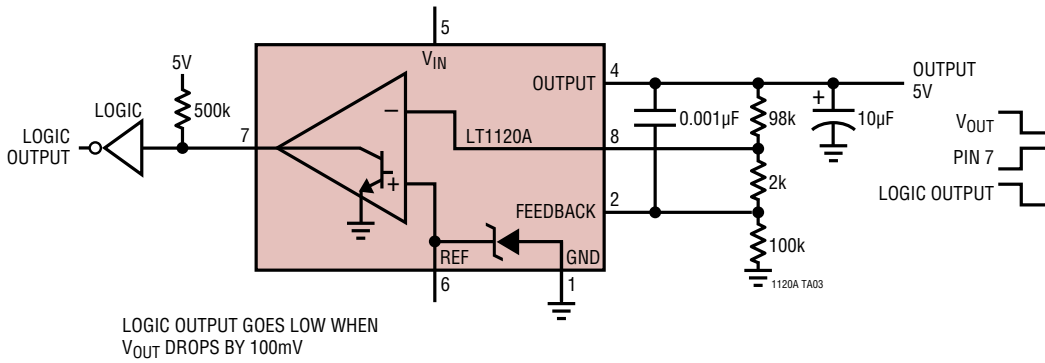 5
V_IN
4
OUTPUT
OUTPUT
5V
5V
500k
LOGIC
LOGIC
OUTPUT
7
−
LT1120A
+
0.001µF
98k
+
10µF
8
2k
2
FEEDBACK
100k
REF
GND
6
1
1120A TA03
V_OUT
PIN 7
LOGIC OUTPUT
LOGIC OUTPUT GOES LOW WHEN
V_OUT DROPS BY 100mV